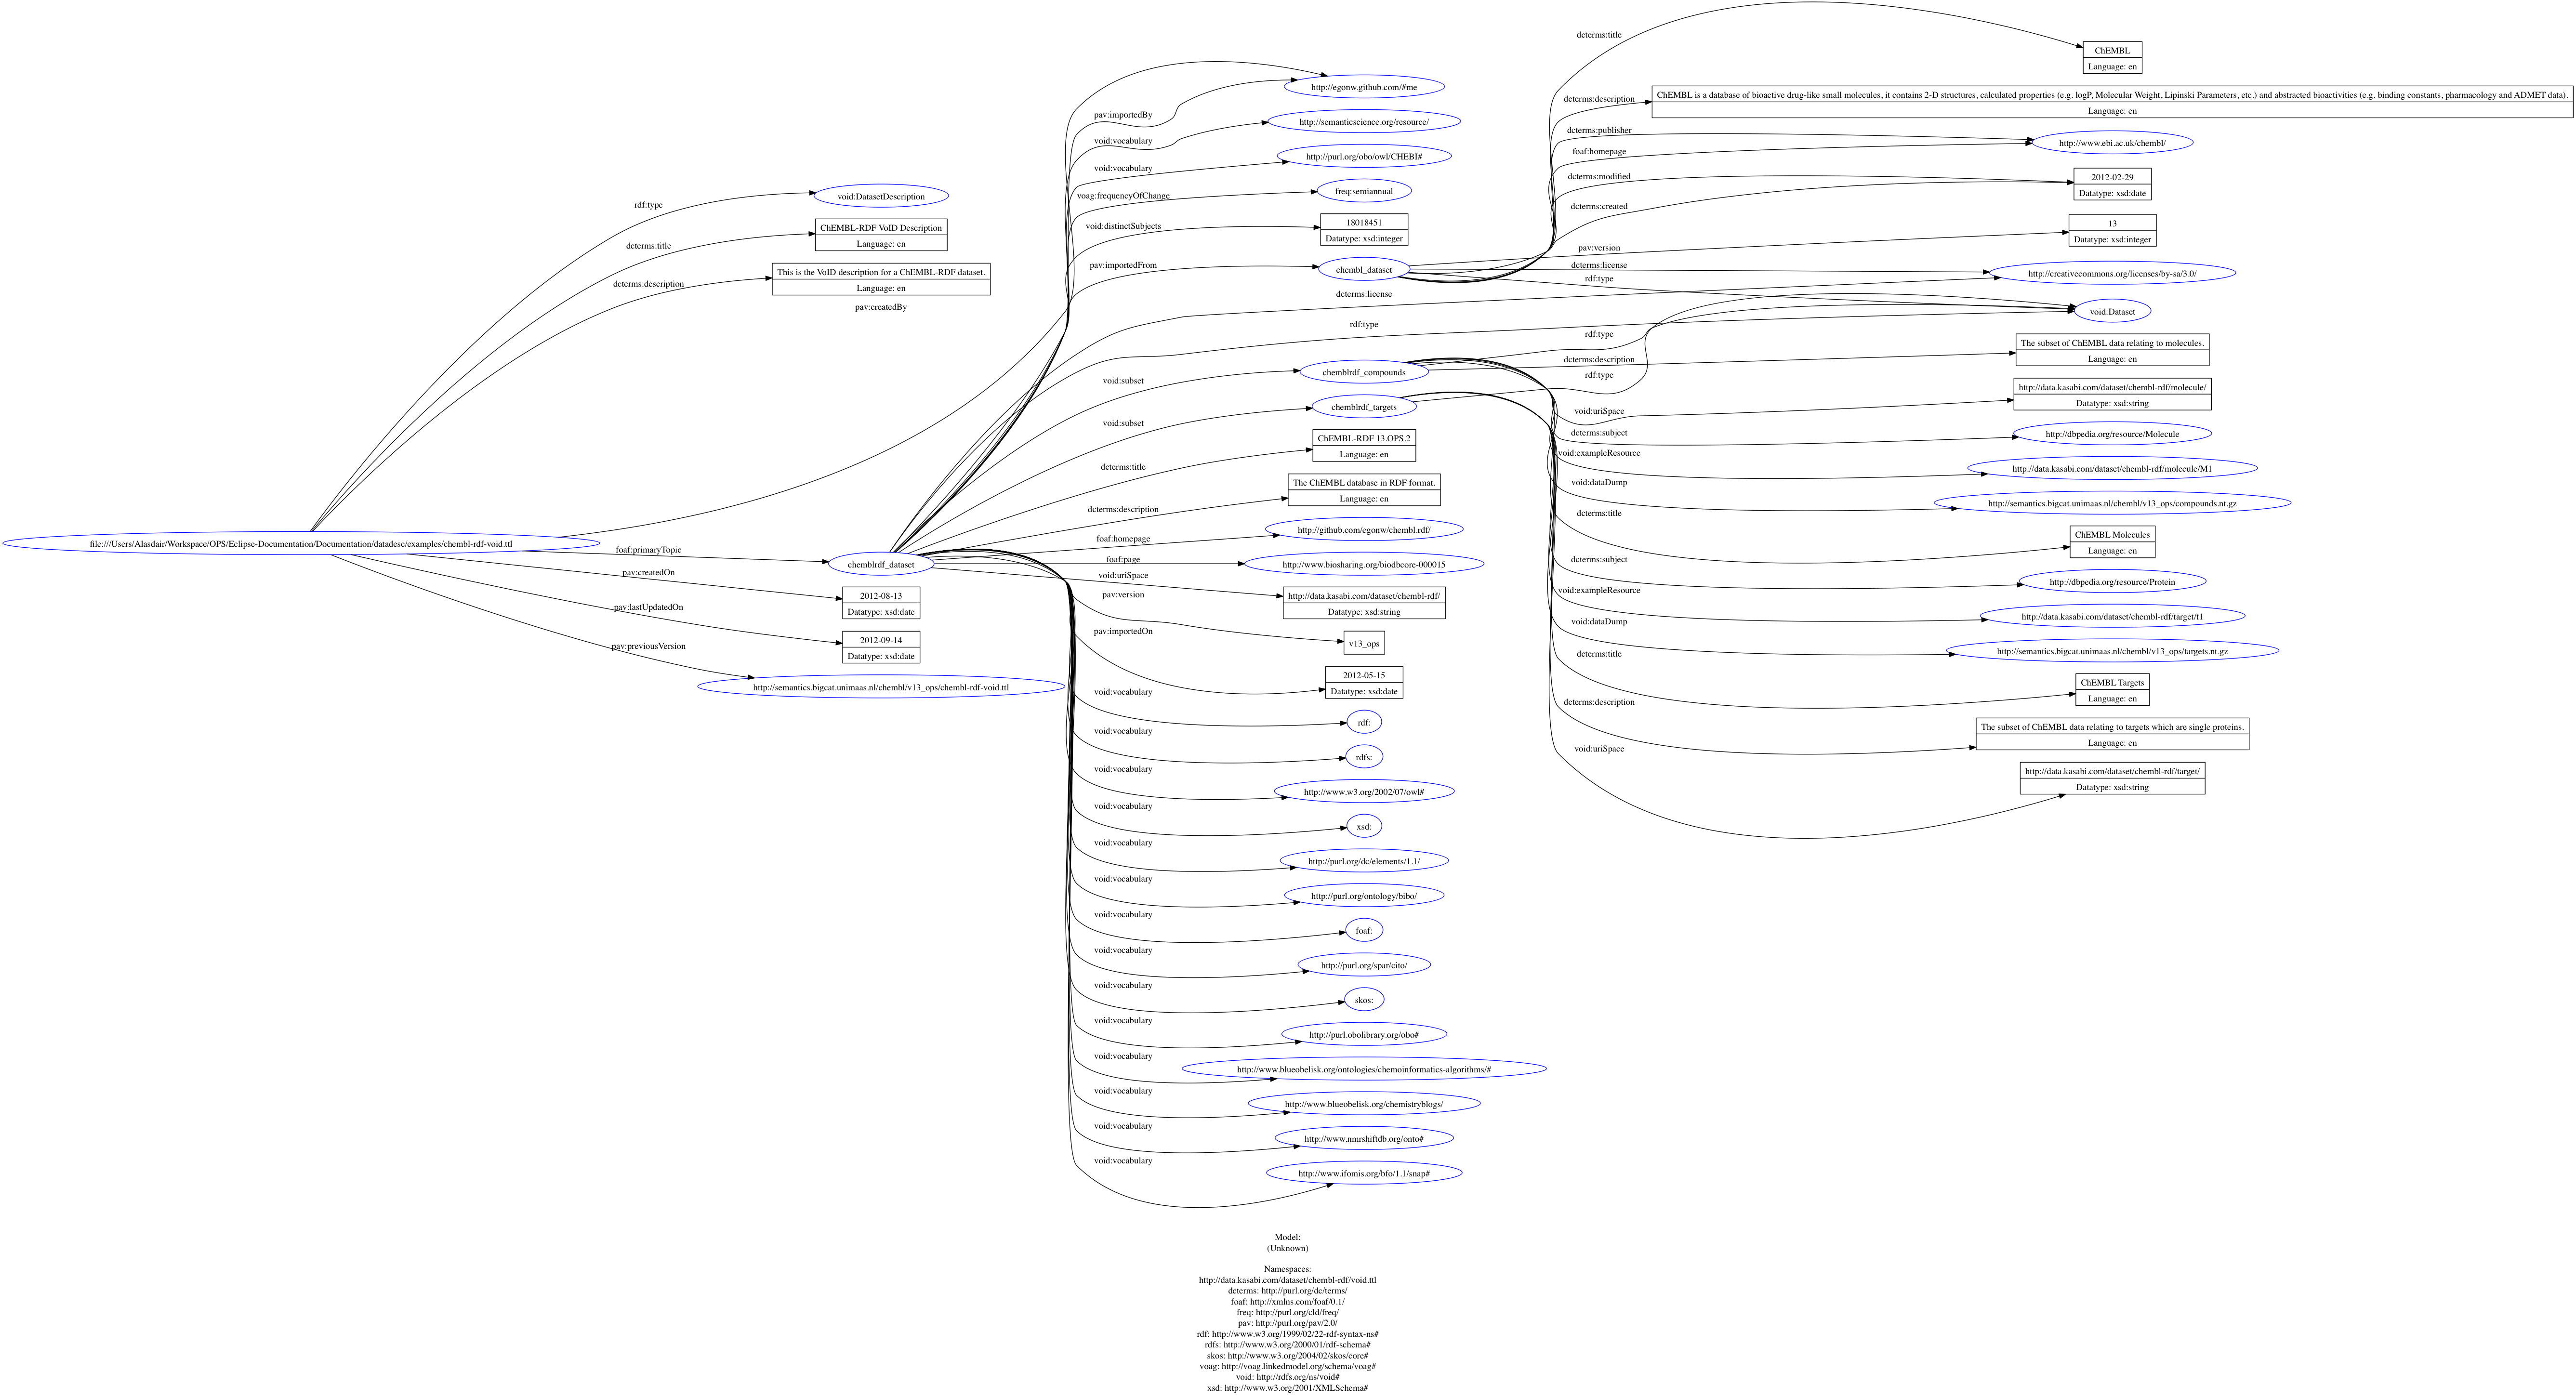 file:///Users/Alasdair/Workspace/OPS/Eclipse-Documentation/Documentation/datadesc/examples/chembl-rdf-void.ttl
rdf:type
void:DatasetDescription
dcterms:title
ChEMBL-RDF VoID Description
Language: en
dcterms:description
This is the VoID description for a ChEMBL-RDF dataset.
Language: en
pav:createdBy
foaf:primaryTopic
chemblrdf_dataset
pav:createdOn
2012-08-13
Datatype: xsd:date
pav:lastUpdatedOn
2012-09-14
Datatype: xsd:date
pav:previousVersion
http://semantics.bigcat.unimaas.nl/chembl/v13_ops/chembl-rdf-void.ttl
pav:importedBy
http://egonw.github.com/#me
void:vocabulary
http://semanticscience.org/resource/
void:vocabulary
http://purl.org/obo/owl/CHEBI#
voag:frequencyOfChange
freq:semiannual
void:distinctSubjects
18018451
Datatype: xsd:integer
pav:importedFrom
chembl_dataset
dcterms:license
rdf:type
void:subset
chemblrdf_compounds
void:subset
chemblrdf_targets
dcterms:title
ChEMBL-RDF 13.OPS.2
Language: en
dcterms:description
The ChEMBL database in RDF format.
Language: en
foaf:homepage
http://github.com/egonw/chembl.rdf/
foaf:page
http://www.biosharing.org/biodbcore-000015
void:uriSpace
http://data.kasabi.com/dataset/chembl-rdf/
Datatype: xsd:string
pav:version
v13_ops
pav:importedOn
2012-05-15
Datatype: xsd:date
void:vocabulary
rdf:
void:vocabulary
rdfs:
void:vocabulary
http://www.w3.org/2002/07/owl#
void:vocabulary
xsd:
void:vocabulary
http://purl.org/dc/elements/1.1/
void:vocabulary
http://purl.org/ontology/bibo/
void:vocabulary
foaf:
void:vocabulary
http://purl.org/spar/cito/
void:vocabulary
skos:
void:vocabulary
http://purl.obolibrary.org/obo#
void:vocabulary
http://www.blueobelisk.org/ontologies/chemoinformatics-algorithms/#
void:vocabulary
http://www.blueobelisk.org/chemistryblogs/
void:vocabulary
http://www.nmrshiftdb.org/onto#
void:vocabulary
http://www.ifomis.org/bfo/1.1/snap#
dcterms:title
ChEMBL
Language: en
dcterms:description
ChEMBL is a database of bioactive drug-like small molecules, it contains 2-D structures, calculated properties (e.g. logP, Molecular Weight, Lipinski Parameters, etc.) and abstracted bioactivities (e.g. binding constants, pharmacology and ADMET data).
Language: en
dcterms:publisher
foaf:homepage
http://www.ebi.ac.uk/chembl/
dcterms:modified
2012-02-29
Datatype: xsd:date
dcterms:created
pav:version
13
Datatype: xsd:integer
dcterms:license
http://creativecommons.org/licenses/by-sa/3.0/
rdf:type
void:Dataset
rdf:type
dcterms:description
The subset of ChEMBL data relating to molecules.
Language: en
rdf:type
void:uriSpace
http://data.kasabi.com/dataset/chembl-rdf/molecule/
Datatype: xsd:string
dcterms:subject
http://dbpedia.org/resource/Molecule
void:exampleResource
http://data.kasabi.com/dataset/chembl-rdf/molecule/M1
void:dataDump
http://semantics.bigcat.unimaas.nl/chembl/v13_ops/compounds.nt.gz
dcterms:title
ChEMBL Molecules
Language: en
dcterms:subject
http://dbpedia.org/resource/Protein
void:exampleResource
http://data.kasabi.com/dataset/chembl-rdf/target/t1
void:dataDump
http://semantics.bigcat.unimaas.nl/chembl/v13_ops/targets.nt.gz
dcterms:title
ChEMBL Targets
Language: en
dcterms:description
The subset of ChEMBL data relating to targets which are single proteins.
Language: en
void:uriSpace
http://data.kasabi.com/dataset/chembl-rdf/target/
Datatype: xsd:string
Model:
(Unknown)
Namespaces:
http://data.kasabi.com/dataset/chembl-rdf/void.ttl
dcterms: http://purl.org/dc/terms/
foaf: http://xmlns.com/foaf/0.1/
freq: http://purl.org/cld/freq/
pav: http://purl.org/pav/2.0/
rdf: http://www.w3.org/1999/02/22-rdf-syntax-ns#
rdfs: http://www.w3.org/2000/01/rdf-schema#
skos: http://www.w3.org/2004/02/skos/core#
voag: http://voag.linkedmodel.org/schema/voag#
void: http://rdfs.org/ns/void#
xsd: http://www.w3.org/2001/XMLSchema#